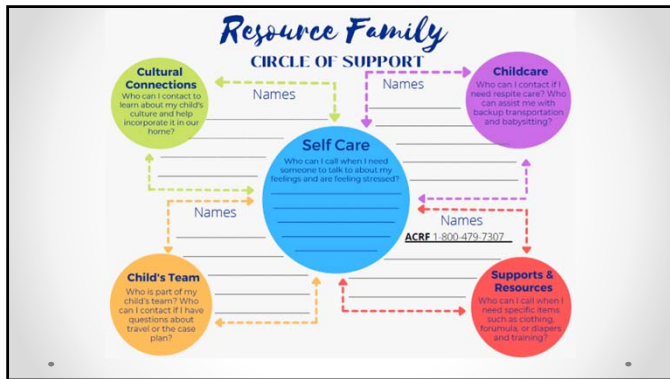 Resource Family
CIRCLE OF SUPPORT
Cultural
Connections
Who can I contact to
learn about my child's
culture and help
incorporate it in our
home?
Names
Names
Childcare
Who can I contact if I
need respite care? Who
can assist me with
backup transportation
and babysitting?
Self Care
Who can I call when I need
someone to talk to about my
feelings and are feeling stressed?
Names
Names
ACRF 1-800-479-7307
Child's Team
Who is part of my
child's team? Who
can I contact if I have
questions about
travel or the case
plan?
Supports &
Resources
Who can I call when I
need specific items
such as clothing,
forumula, or diapers
and training?